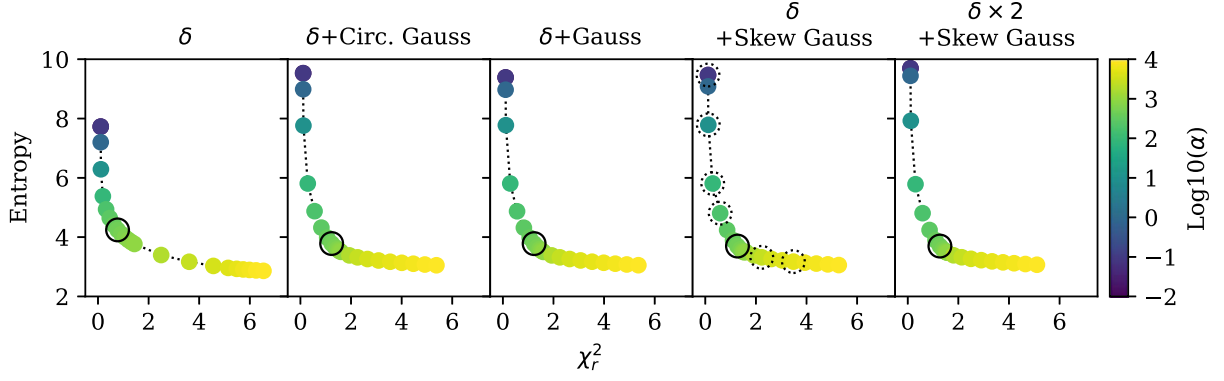 δ
δ+Circ. Gauss
δ+Gauss
δ
+Skew Gauss
δ × 2
+Skew Gauss
Entropy
10
8
6
4
2
0 2 4 6
0 2 4 6
0 2 4 6
0 2 4 6
0 2 4 6
χ_r^2
4
3
2
1
0
−1
−2
Log10(α)